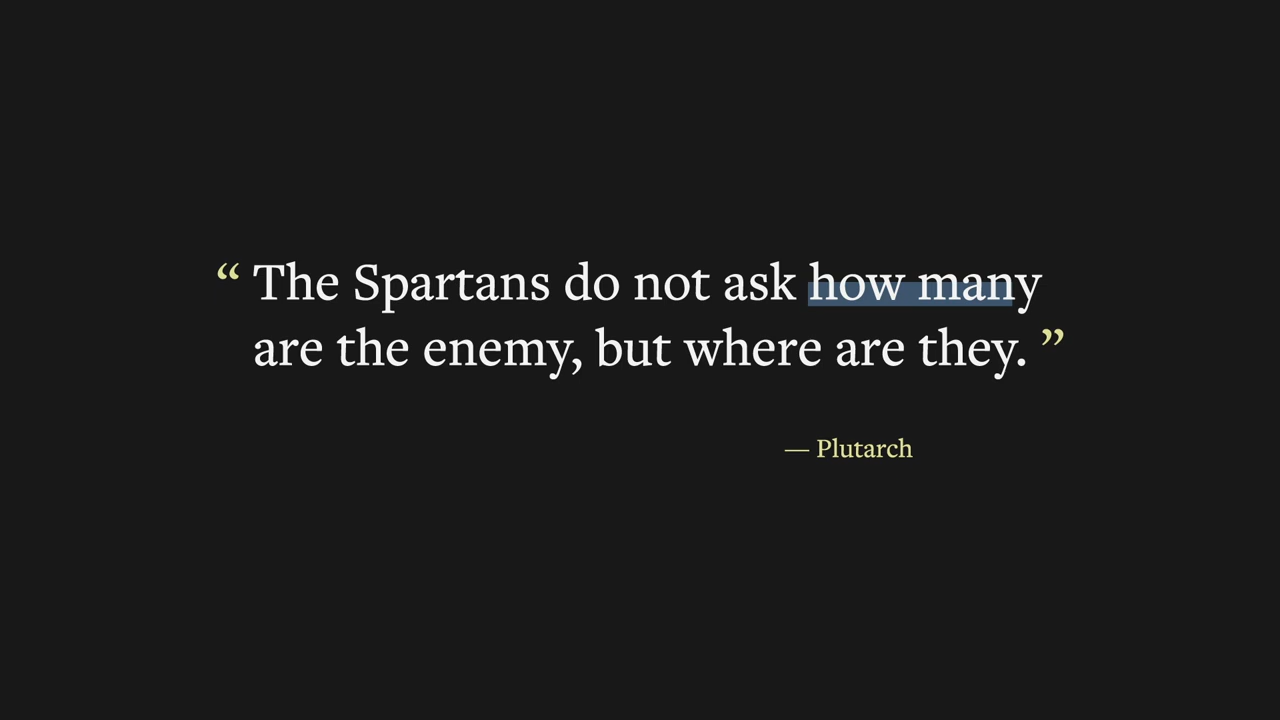 “ The Spartans do not ask how many
are the enemy, but where are they. ”
— Plutarch